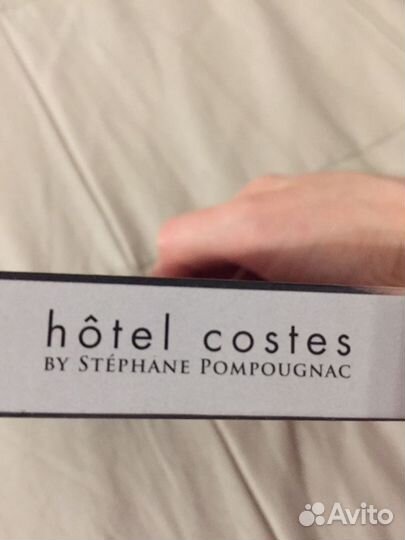 hôtel costes
BY STÉPHANE POMPOUGNAC
Avito